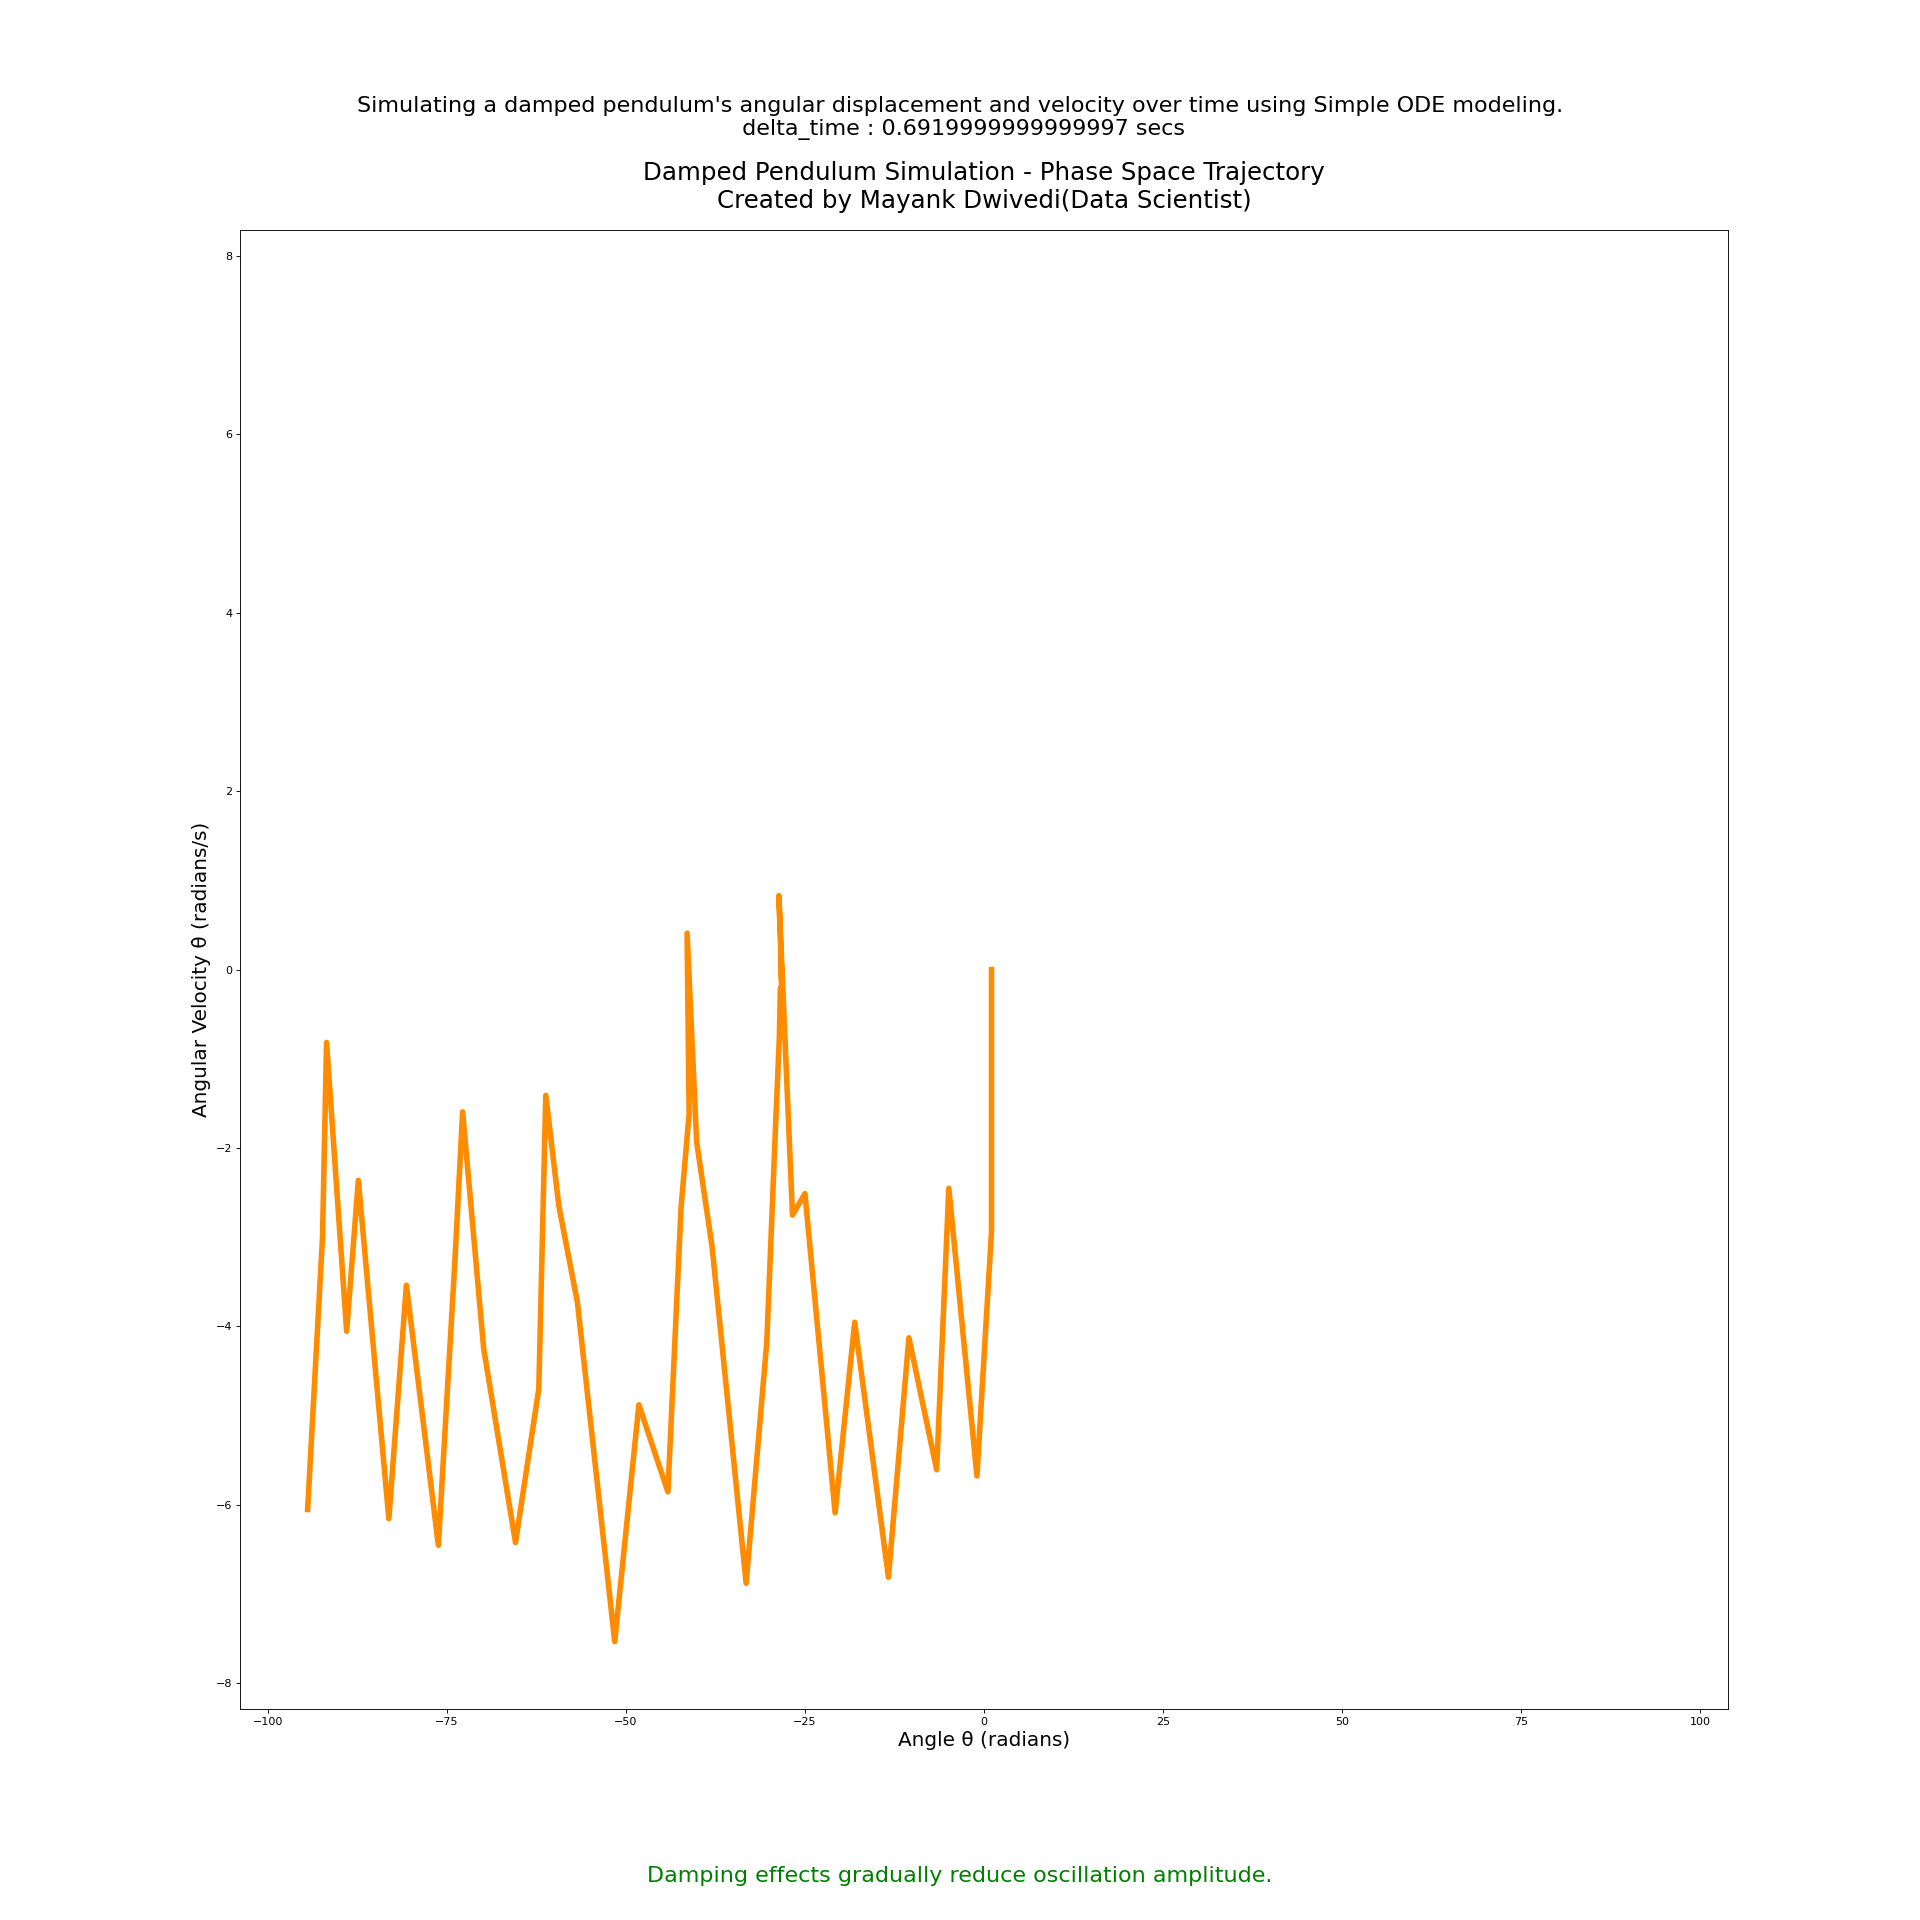 Simulating a damped pendulum's angular displacement and velocity over time using Simple ODE modeling.
delta_time : 0.6919999999999997 secs
Damped Pendulum Simulation - Phase Space Trajectory
Created by Mayank Dwivedi(Data Scientist)
8
6
4
2
0
−2
−4
−6
−8
Angular Velocity θ (radians/s)
−100
−75
−50
−25
0
25
50
75
100
Angle θ (radians)
Damping effects gradually reduce oscillation amplitude.